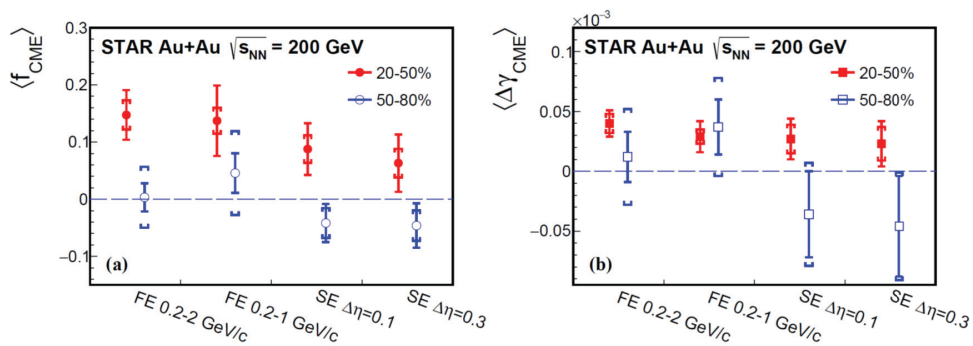 0.3
0.2
0.1
0
−0.1
⟨f_CME⟩
STAR Au+Au √s_NN = 200 GeV
20-50%
50-80%
(a)
FE 0.2-2 GeV/c
FE 0.2-1 GeV/c
SE Δη=0.1
SE Δη=0.3
×10⁻³
0.1
0.05
0
−0.05
⟨Δγ_CME⟩
STAR Au+Au √s_NN = 200 GeV
20-50%
50-80%
(b)
FE 0.2-2 GeV/c
FE 0.2-1 GeV/c
SE Δη=0.1
SE Δη=0.3